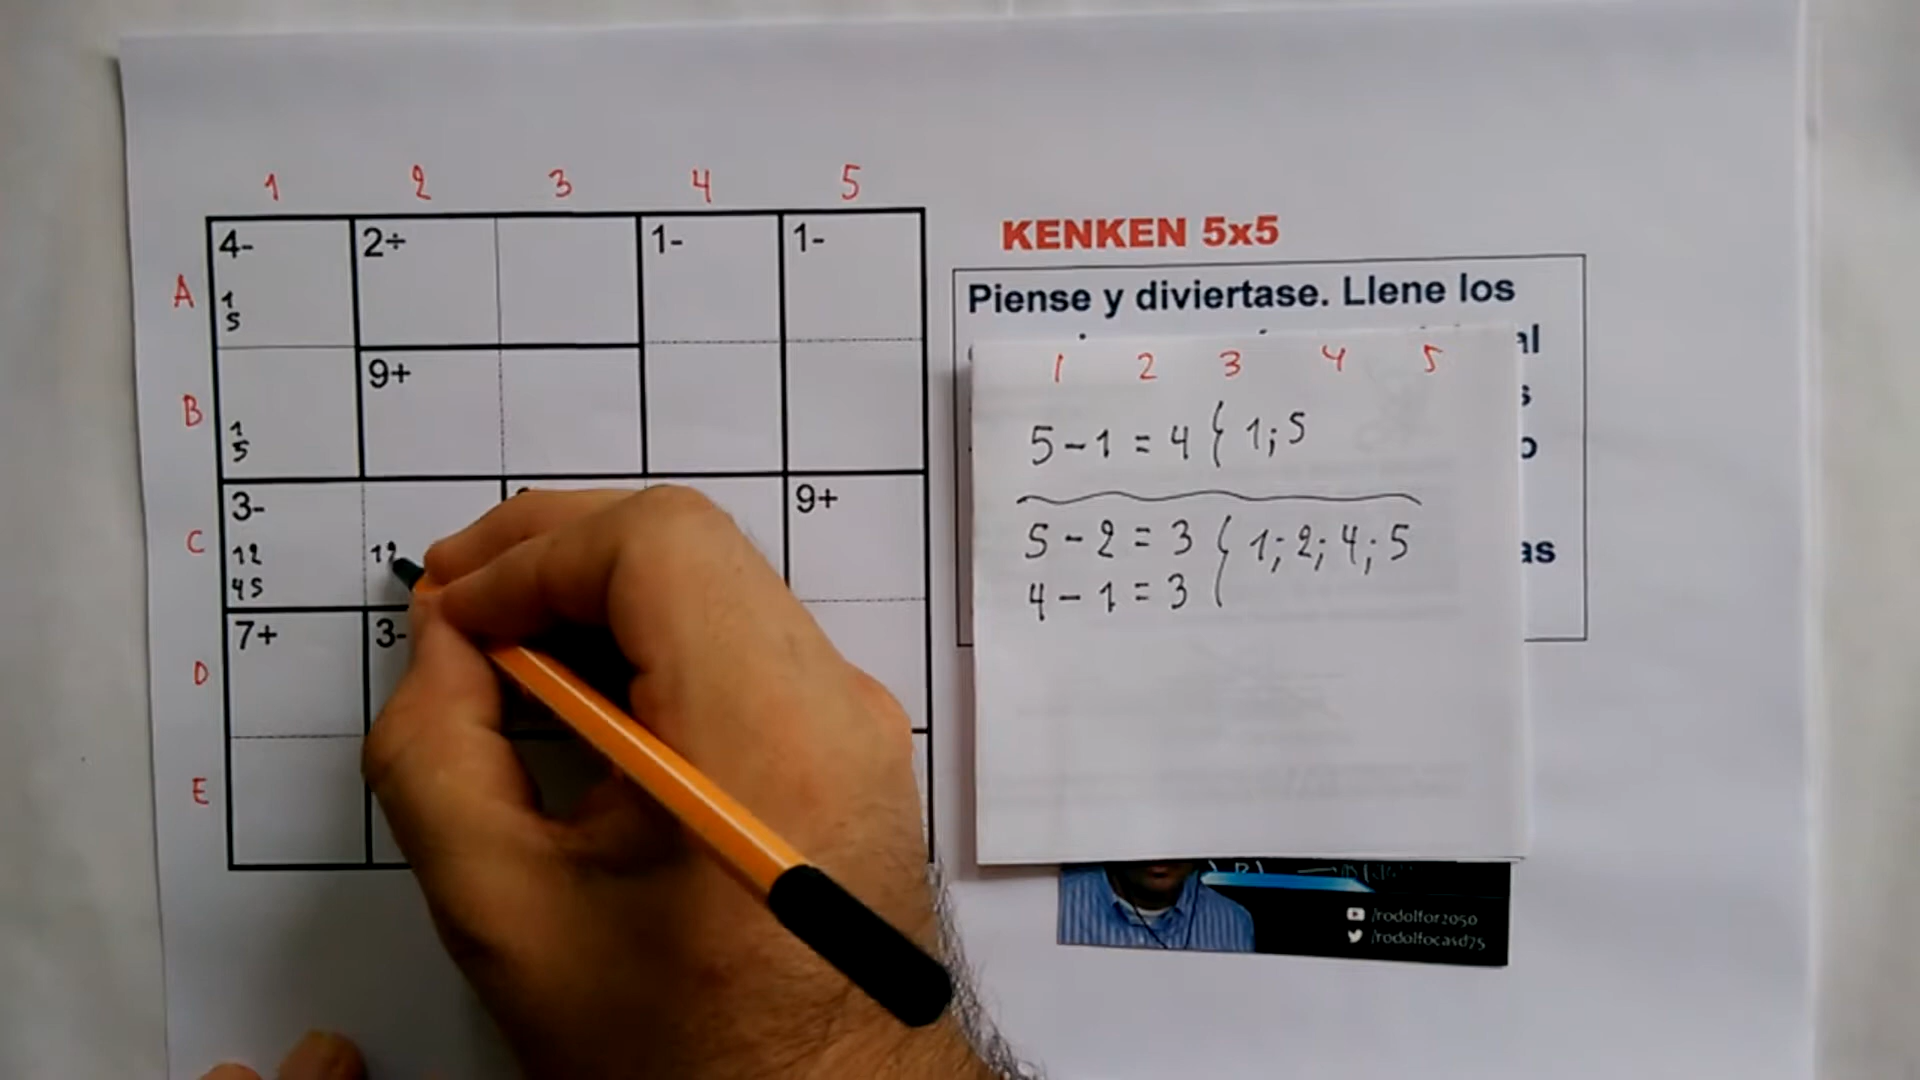 1 2 3 4 5
4- 2÷ 1- 1-
A
1
5
9+
B
1
5
3- 9+
C
12 12
45
7+ 3-
D
E
KENKEN 5x5
Piense y diviertase. Llene los
al
s
o
as
1 2 3 4 5
5-1=4{1;5
5-2=3{1;2;4;5
4-1=3
/rodolfor2050
/rodolfocasd75